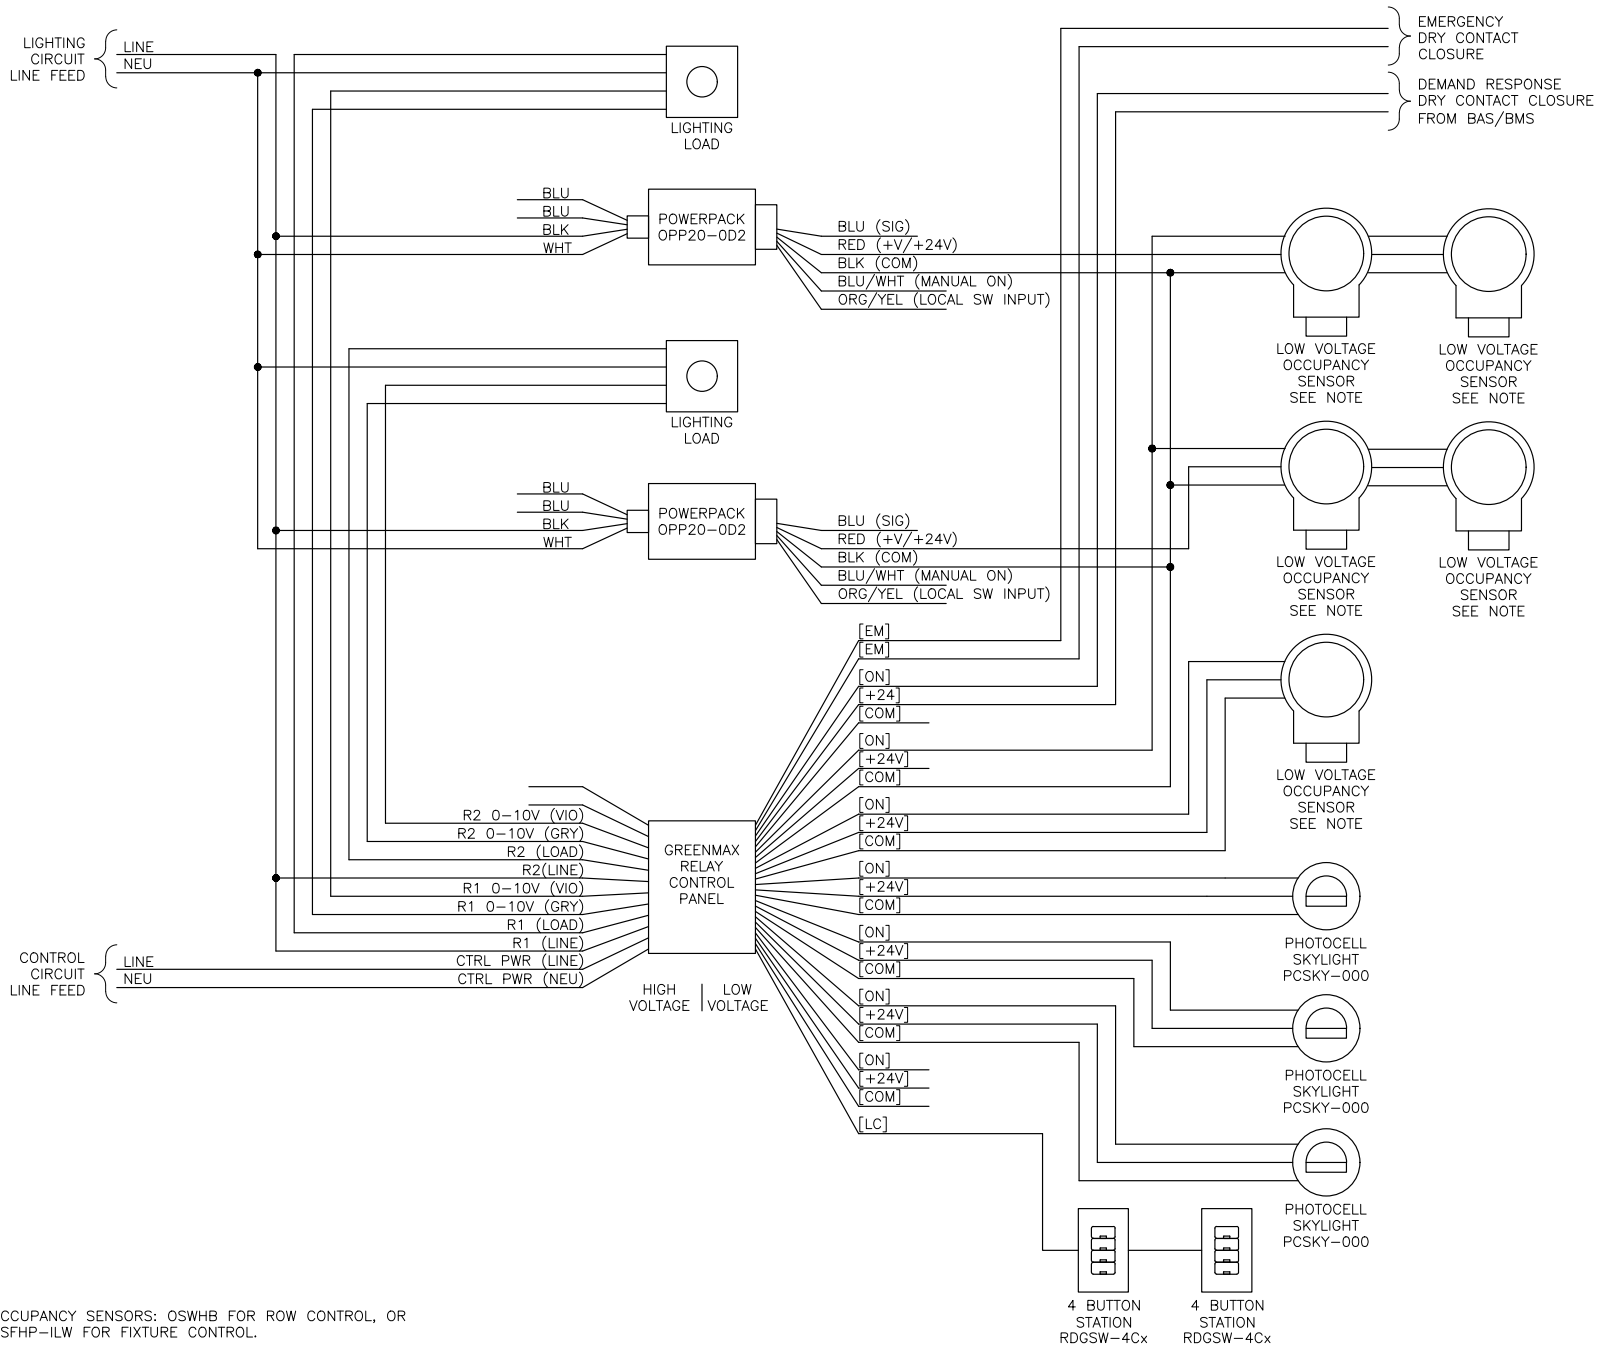 LIGHTING
CIRCUIT
LINE FEED
LINE
NEU
LIGHTING
LOAD
EMERGENCY
DRY CONTACT
CLOSURE
DEMAND RESPONSE
DRY CONTACT CLOSURE
FROM BAS/BMS
BLU
BLU
BLK
WHT
POWERPACK
OPP20-0D2
BLU (SIG)
RED (+V/+24V)
BLK (COM)
BLU/WHT (MANUAL ON)
ORG/YEL (LOCAL SW INPUT)
LOW VOLTAGE
OCCUPANCY
SENSOR
SEE NOTE
LOW VOLTAGE
OCCUPANCY
SENSOR
SEE NOTE
LIGHTING
LOAD
BLU
BLU
BLK
WHT
POWERPACK
OPP20-0D2
BLU (SIG)
RED (+V/+24V)
BLK (COM)
BLU/WHT (MANUAL ON)
ORG/YEL (LOCAL SW INPUT)
LOW VOLTAGE
OCCUPANCY
SENSOR
SEE NOTE
LOW VOLTAGE
OCCUPANCY
SENSOR
SEE NOTE
[EM]
[EM]
[ON]
[+24]
[COM]
[ON]
[+24V]
[COM]
[ON]
[+24V]
[COM]
[ON]
[+24V]
[COM]
[ON]
[+24V]
[COM]
[ON]
[+24V]
[COM]
[ON]
[+24V]
[COM]
[LC]
LOW VOLTAGE
OCCUPANCY
SENSOR
SEE NOTE
R2 0-10V (VIO)
R2 0-10V (GRY)
R2 (LOAD)
R2(LINE)
R1 0-10V (VIO)
R1 0-10V (GRY)
R1 (LOAD)
R1 (LINE)
CTRL PWR (LINE)
CTRL PWR (NEU)
GREENMAX
RELAY
CONTROL
PANEL
CONTROL
CIRCUIT
LINE FEED
LINE
NEU
HIGH
VOLTAGE
LOW
VOLTAGE
PHOTOCELL
SKYLIGHT
PCSKY-000
PHOTOCELL
SKYLIGHT
PCSKY-000
PHOTOCELL
SKYLIGHT
PCSKY-000
4 BUTTON
STATION
RDGSW-4Cx
4 BUTTON
STATION
RDGSW-4Cx
CCUPANCY SENSORS: OSWHB FOR ROW CONTROL, OR
SFHP-ILW FOR FIXTURE CONTROL.